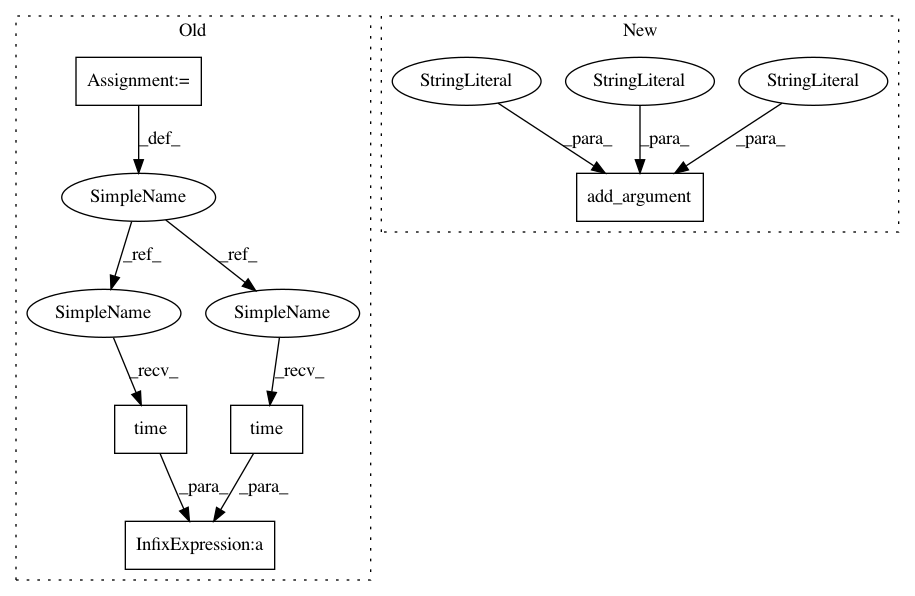 Old
New
Assignment:=
StringLiteral
StringLiteral
StringLiteral
_def_
_para_
_para_
_para_
SimpleName
add_argument
_ref_
_ref_
SimpleName
SimpleName
_recv_
_recv_
time
time
_para_
_para_
InfixExpression:a